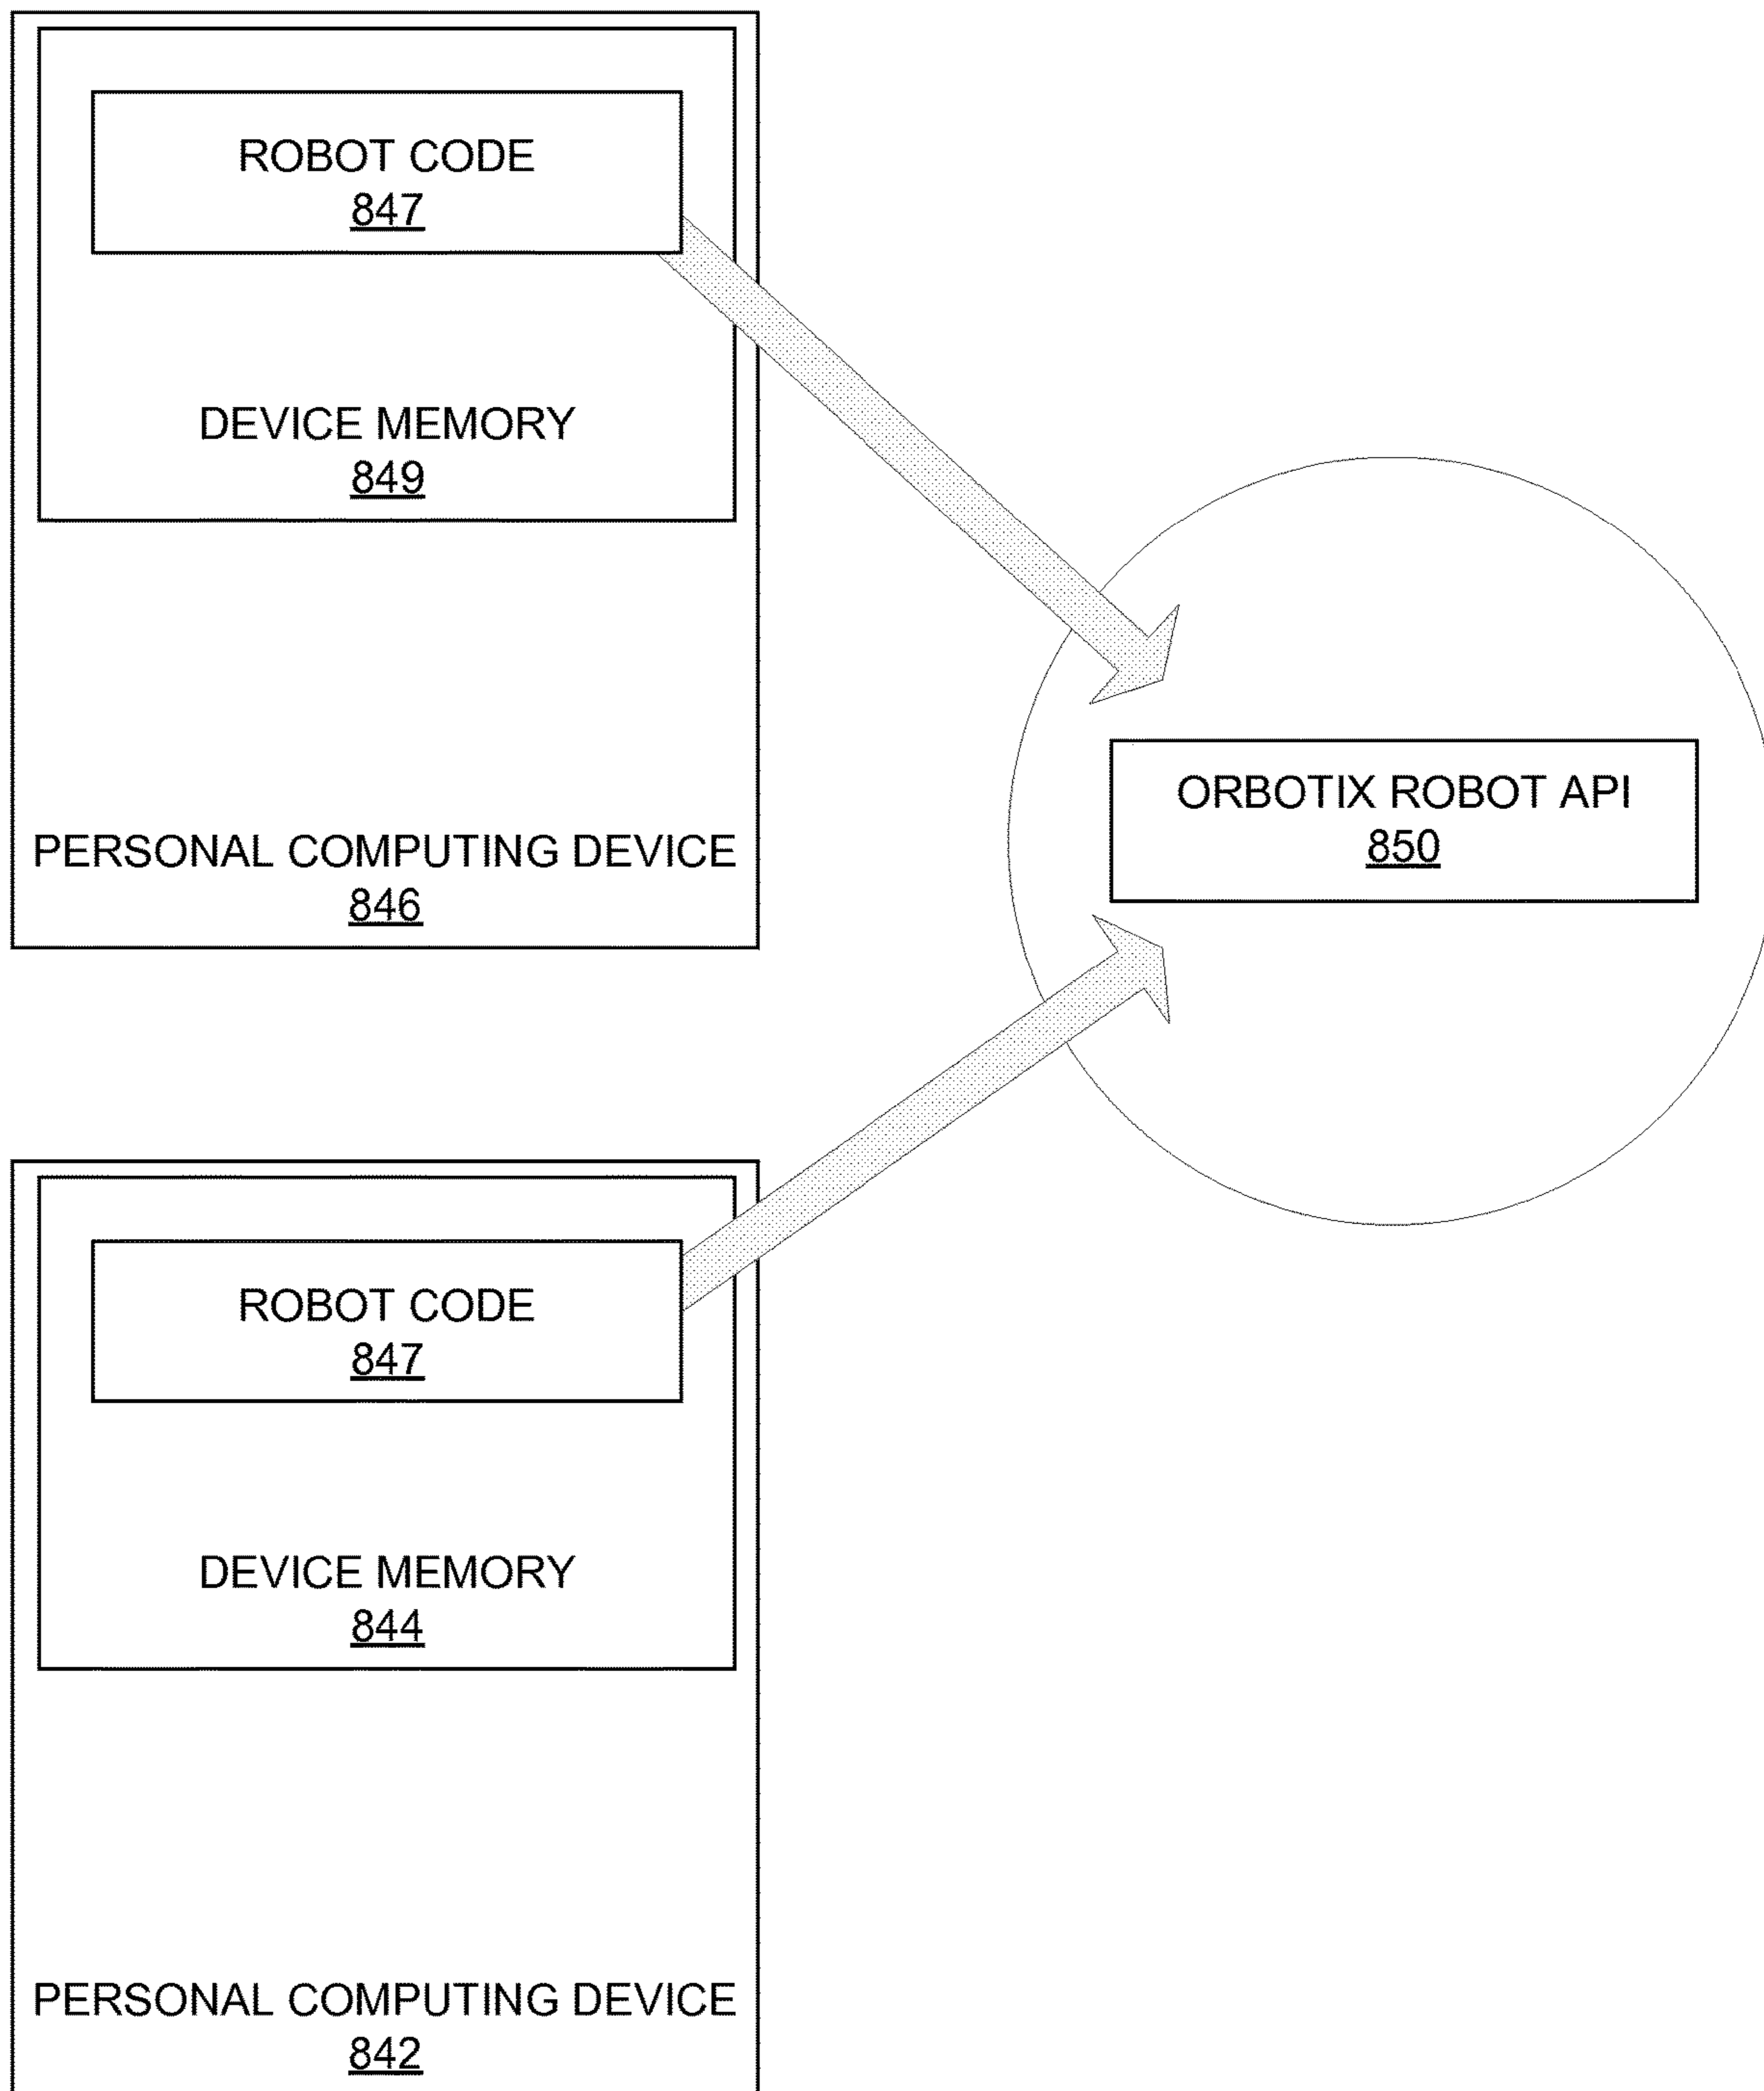 ROBOT CODE
847
DEVICE MEMORY
849
PERSONAL COMPUTING DEVICE
846
ORBOTIX ROBOT API
850
ROBOT CODE
847
DEVICE MEMORY
844
PERSONAL COMPUTING DEVICE
842